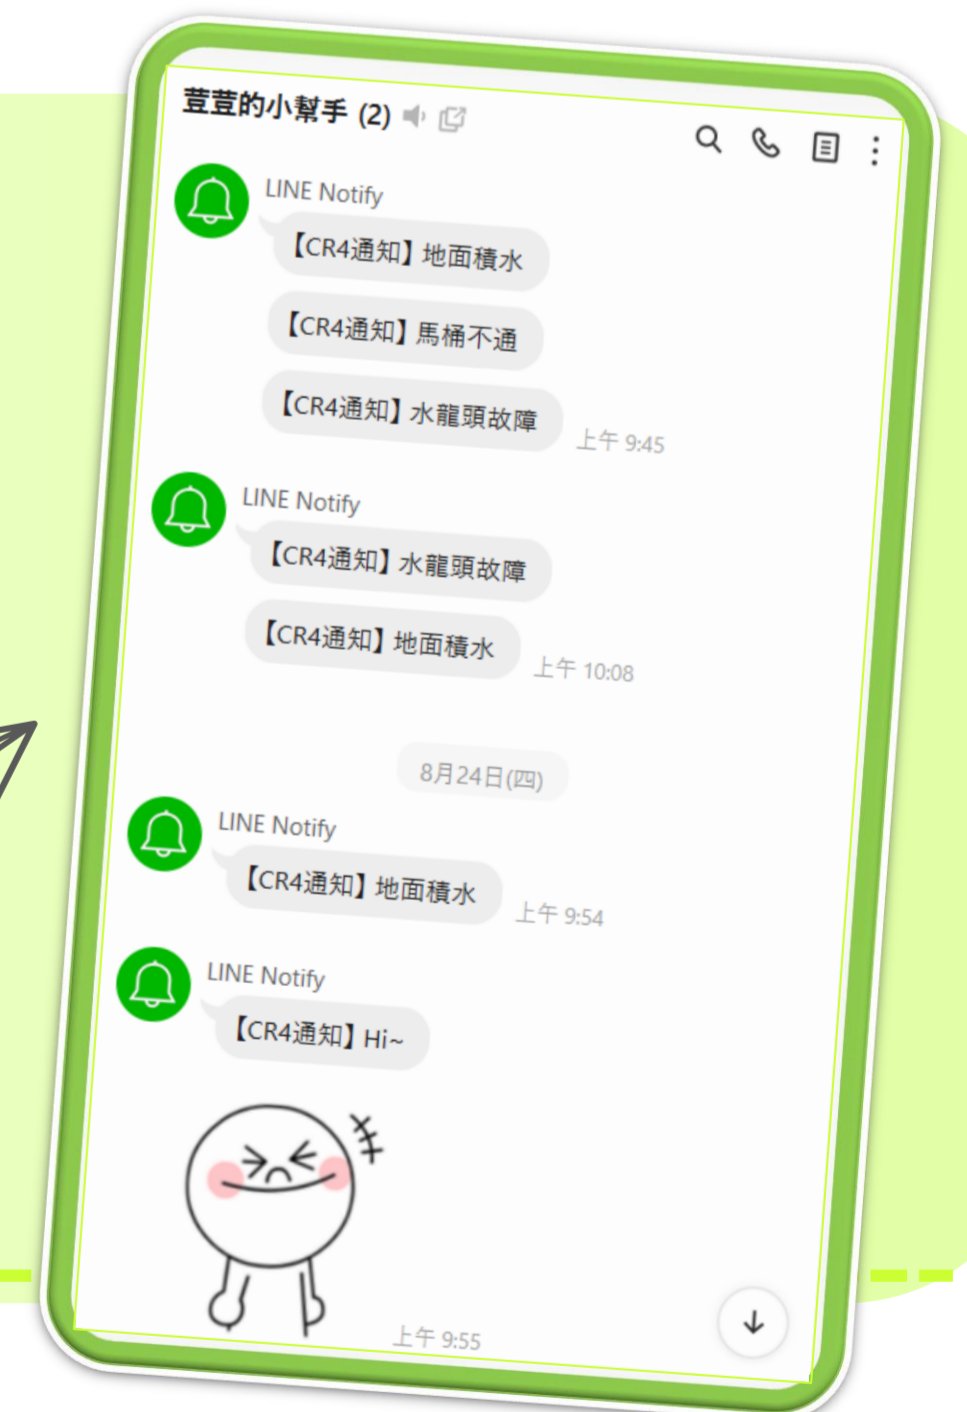 荳荳的小幫手 (2)
LINE Notify
【CR4通知】地面積水
【CR4通知】馬桶不通
【CR4通知】水龍頭故障
上午 9:45
LINE Notify
【CR4通知】水龍頭故障
【CR4通知】地面積水
上午 10:08
8月24日(四)
LINE Notify
【CR4通知】地面積水
上午 9:54
LINE Notify
【CR4通知】Hi~
上午 9:55